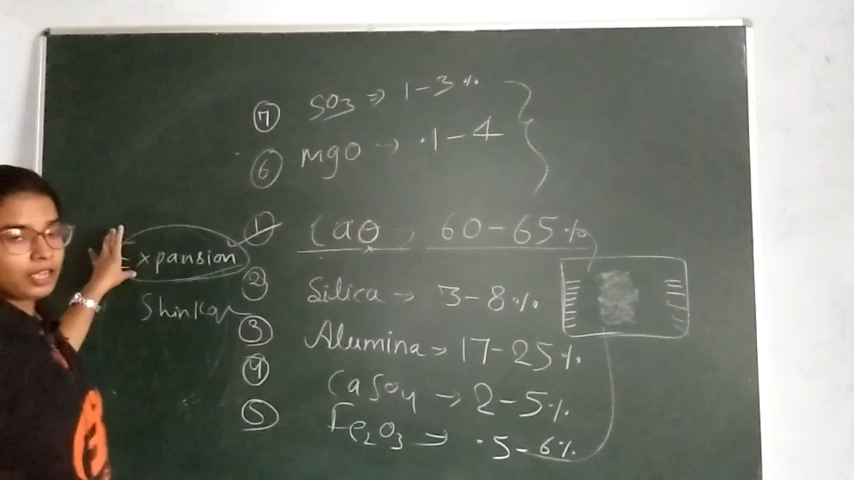 ⑦ SO3 => 1-3%
⑥ MgO -> .1-4
① CaO 60-65%
Expansion
② Silica -> 3-8%
Shinkag
③ Alumina -> 17-25%
④ CaSO4 -> 2-5%
⑤ Fe2O3 -> .5-6%